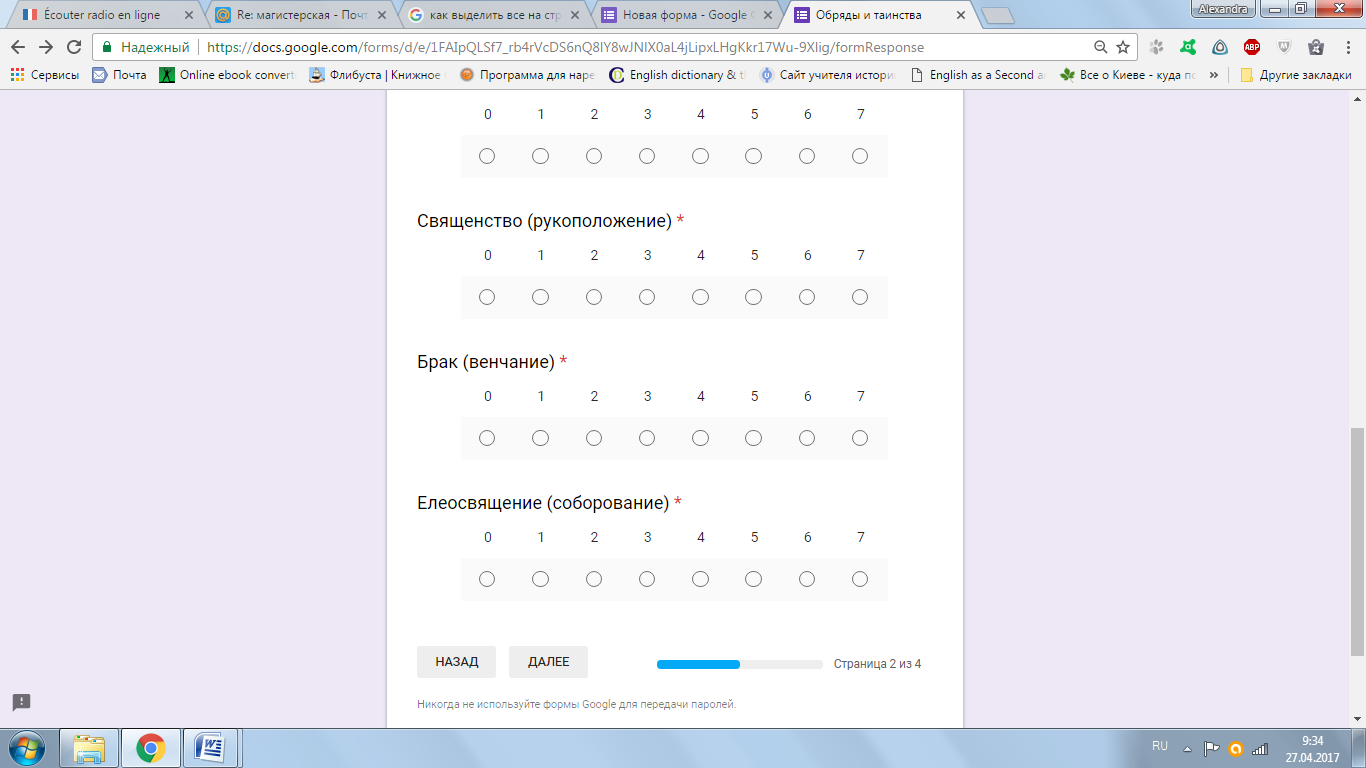 Écouter radio en ligne
Re: магистерская - Почт
как выделить все на стр
Новая форма - Google
Обряды и таинства
Alexandra
Надежный
https://docs.google.com/forms/d/e/1FAIpQLSf7_rb4rVcDS6nQ8lY8wJNIX0aL4jLipxLHgKkr17Wu-9Xlig/formResponse
ABP
Сервисы
Почта
Online ebook convert
Флибуста | Книжное
Программа для наре
English dictionary & t
Сайт учителя истори
English as a Second a
Все о Киеве - куда по
»
Другие закладки
0 1 2 3 4 5 6 7
Священство (рукоположение) *
0 1 2 3 4 5 6 7
Брак (венчание) *
0 1 2 3 4 5 6 7
Елеосвящение (соборование) *
0 1 2 3 4 5 6 7
НАЗАД
ДАЛЕЕ
Страница 2 из 4
Никогда не используйте формы Google для передачи паролей.
RU
9:34
27.04.2017